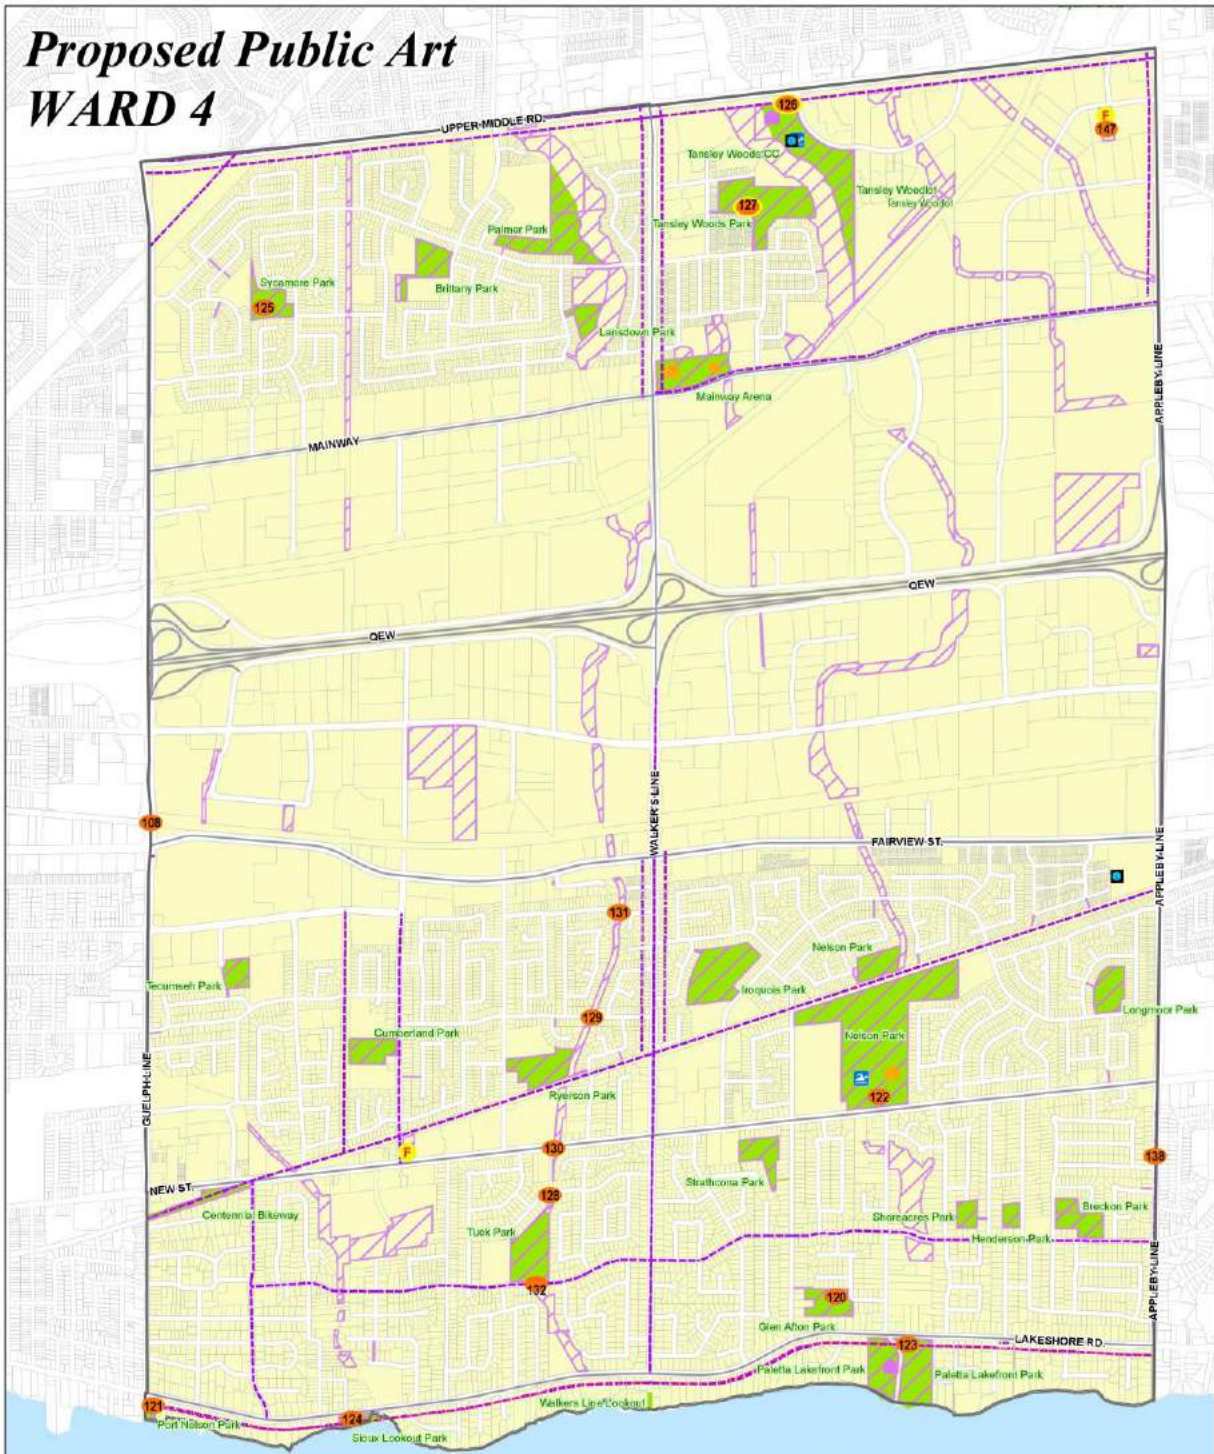 Proposed Public Art
WARD 4
UPPER MIDDLE RD.
126
F
147
Tansley Woods CC
Tansley Woodlot
Tansley Woodlot
127
Tansley Woods Park
Palmer Park
Sycamore Park
Brittany Park
125
Lansdown Park
Mainway Arena
APPLEBY LINE
MAINWAY
QEW
QEW
WALKER'S LINE
108
FAIRVIEW ST.
APPLEBY LINE
131
Nelson Park
Tecumseh Park
Iroquois Park
Longmoor Park
129
Cumberland Park
Nelson Park
GUELPH LINE
Ryerson Park
122
F
130
138
NEW ST.
Strathcona Park
128
Centennial Bikeway
Shoreacres Park
Breckon Park
Tuck Park
Henderson Park
APPLEBY LINE
132
120
Glen Afton Park
123
LAKESHORE RD.
Paletta Lakefront Park
Paletta Lakefront Park
121
Walkers Line Lookout
Port Nelson Park
124
Sioux Lookout Park